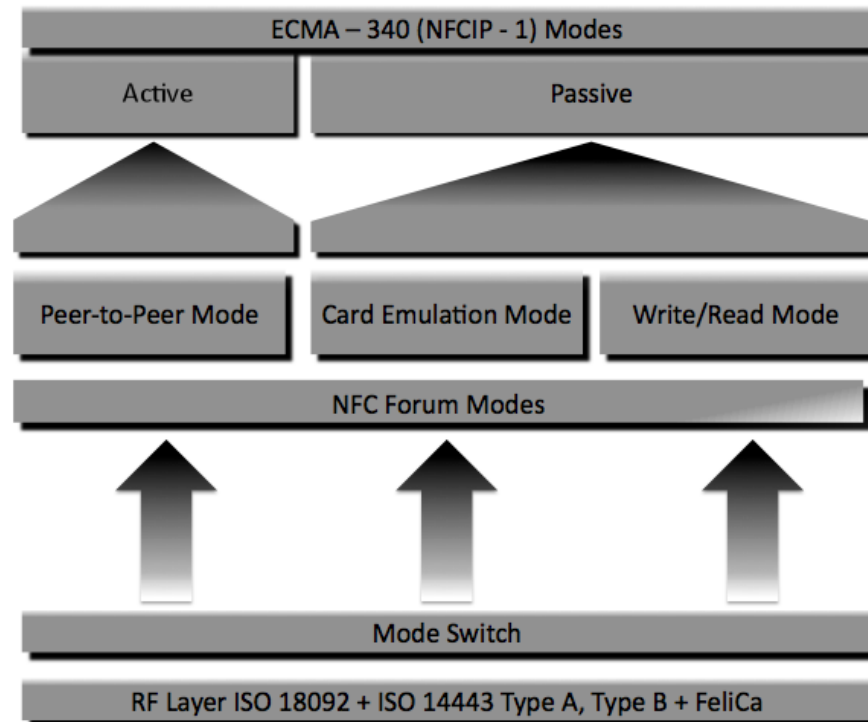 ECMA – 340 (NFCIP - 1) Modes
Active
Passive
Peer-to-Peer Mode
Card Emulation Mode
Write/Read Mode
NFC Forum Modes
Mode Switch
RF Layer ISO 18092 + ISO 14443 Type A, Type B + FeliCa